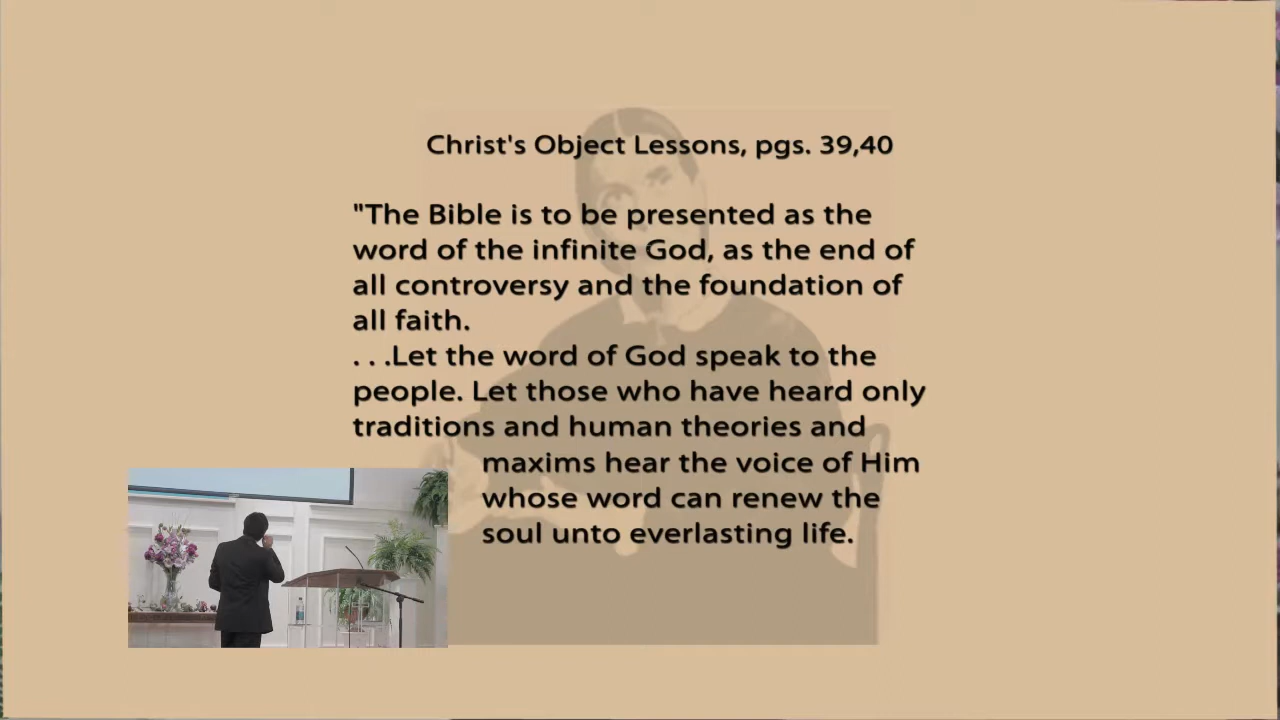 Christ's Object Lessons, pgs. 39,40
"The Bible is to be presented as the
word of the infinite God, as the end of
all controversy and the foundation of
all faith.
. . .Let the word of God speak to the
people. Let those who have heard only
traditions and human theories and
maxims hear the voice of Him
whose word can renew the
soul unto everlasting life.